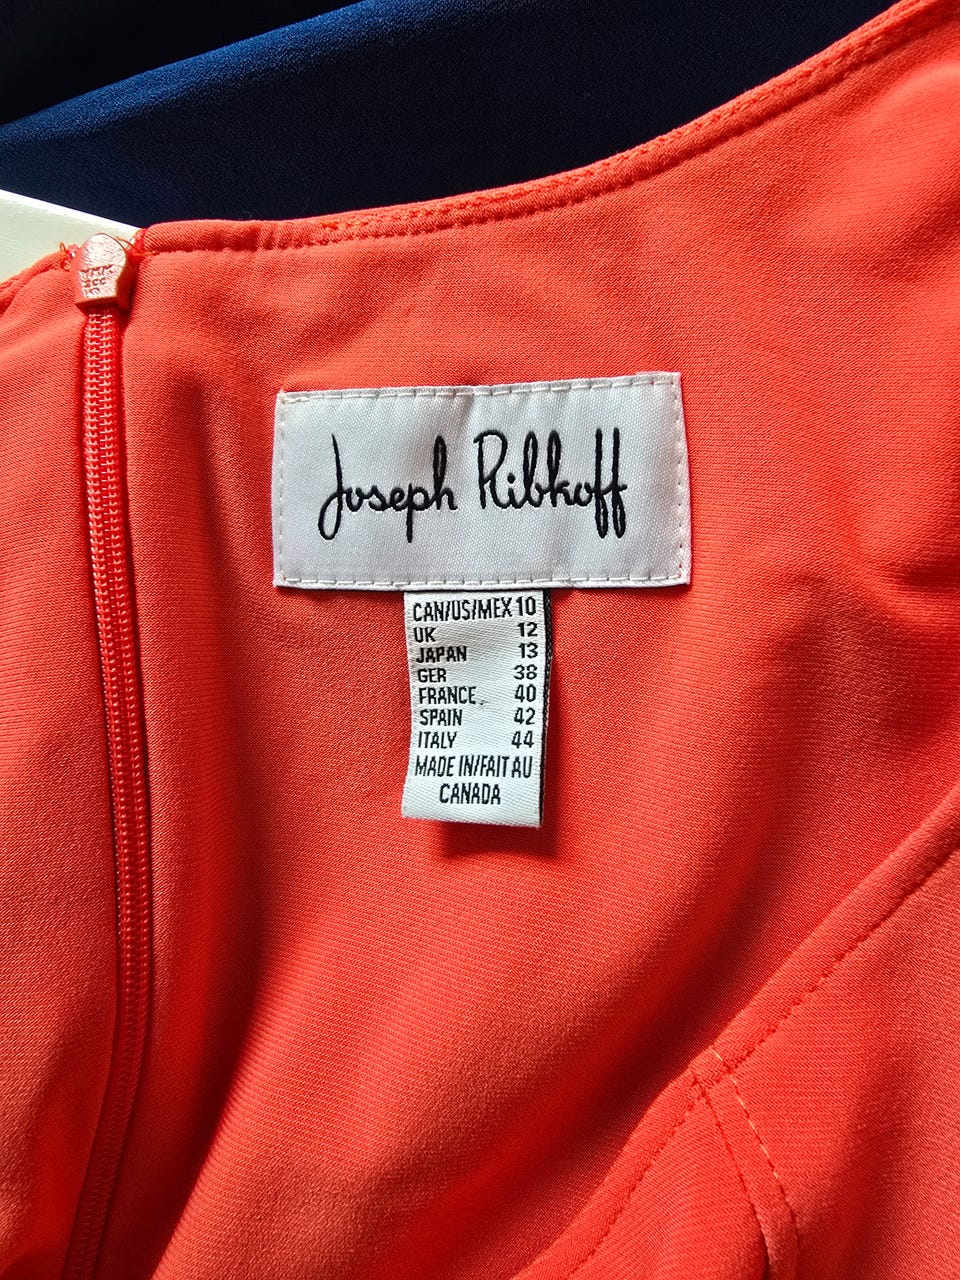 Joseph Ribkoff
CAN/US/MEX 10
UK 12
JAPAN 13
GER 38
FRANCE 40
SPAIN 42
ITALY 44
MADE IN/FAIT AU
CANADA